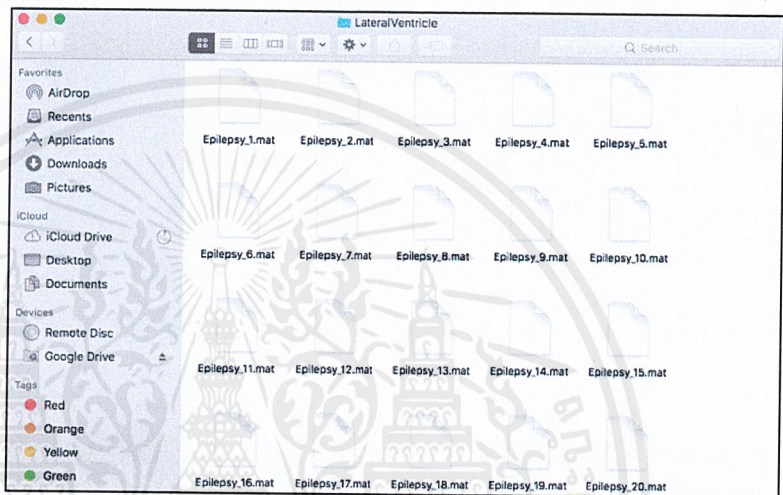 LateralVentricle
Search
Favorites
AirDrop
Recents
Applications
Downloads
Pictures
iCloud
iCloud Drive
Desktop
Documents
Devices
Remote Disc
Google Drive
Tags
Red
Orange
Yellow
Green
Epilepsy_1.mat Epilepsy_2.mat Epilepsy_3.mat Epilepsy_4.mat Epilepsy_5.mat
Epilepsy_6.mat Epilepsy_7.mat Epilepsy_8.mat Epilepsy_9.mat Epilepsy_10.mat
Epilepsy_11.mat Epilepsy_12.mat Epilepsy_13.mat Epilepsy_14.mat Epilepsy_15.mat
Epilepsy_16.mat Epilepsy_17.mat Epilepsy_18.mat Epilepsy_19.mat Epilepsy_20.mat